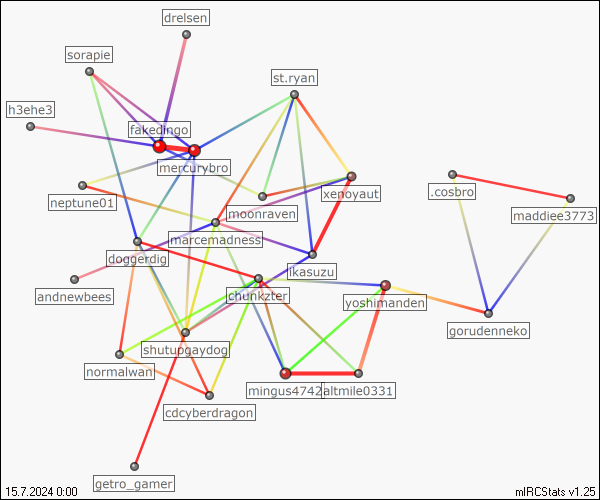 drelsen
sorapie
st.ryan
h3ehe3
fakedingo
mercurybro
.cosbro
xenoyaut
neptune01
moonraven
maddiee3773
marcemadness
doggerdig
ikasuzu
andnewbees
chunkzter
yoshimanden
gorudenneko
shutupgaydog
normalwan
mingus4742
altmile0331
cdcyberdragon
getro_gamer
15.7.2024 0:00
mIRCStats v1.25